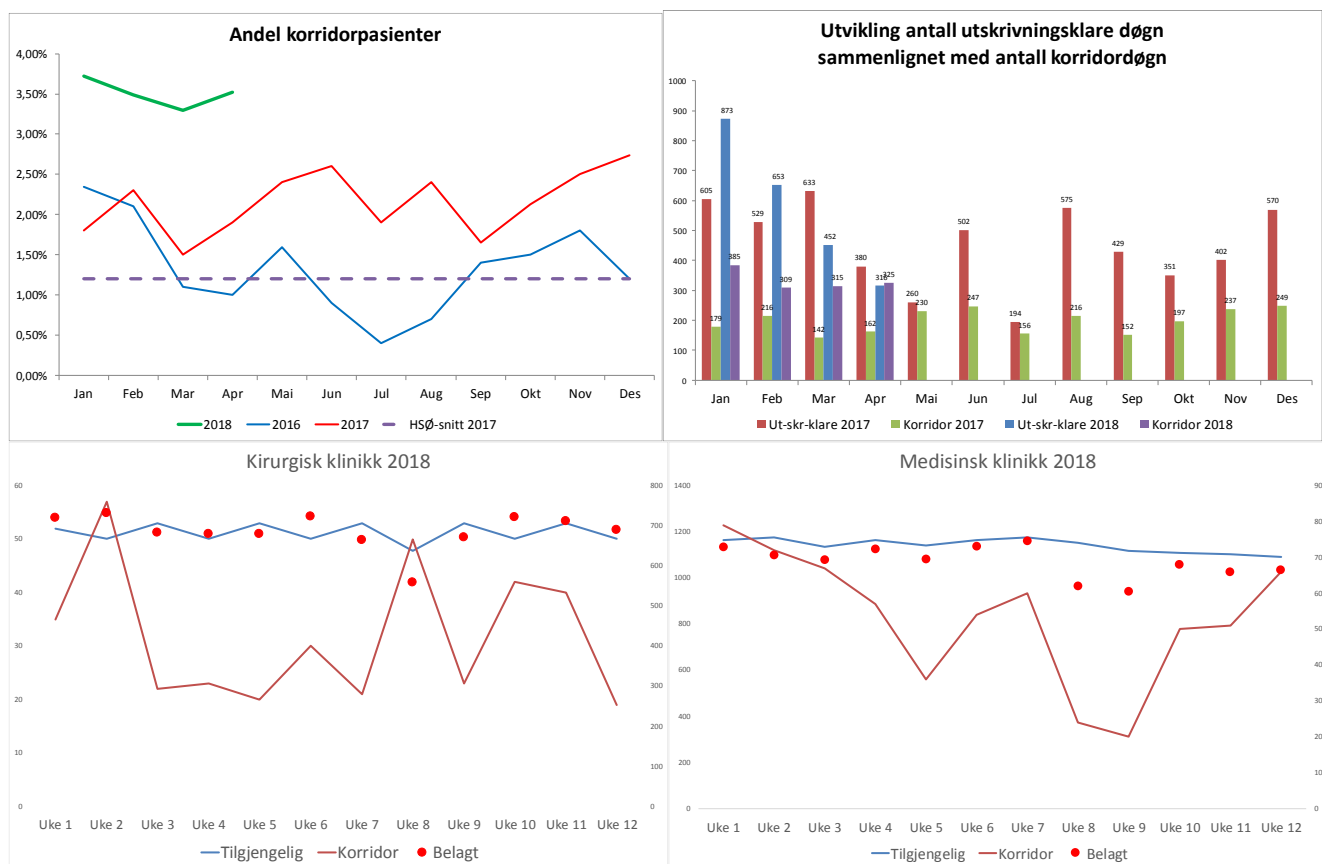 Andel korridorpasienter
4,00%
3,50%
3,00%
2,50%
2,00%
1,50%
1,00%
0,50%
0,00%
Jan Feb Mar Apr Mai Jun Jul Aug Sep Okt Nov Des
2018 2016 2017 HSØ-snitt 2017
Utvikling antall utskrivningsklare døgn
sammenlignet med antall korridordøgn
1000
900
800
700
600
500
400
300
200
100
0
605 179 873 385
529 216 653 309
633 142 452 315
380 162 316 325
260 230
502 247
194 156
575 216
429 152
351 197
402 237
570 249
Jan Feb Mar Apr Mai Jun Jul Aug Sep Okt Nov Des
Ut-skr-klare 2017 Korridor 2017 Ut-skr-klare 2018 Korridor 2018
Kirurgisk klinikk 2018
60 800
50 700
40 600
30 500
20 400
10 300
0 200
100
0
Uke 1 Uke 2 Uke 3 Uke 4 Uke 5 Uke 6 Uke 7 Uke 8 Uke 9 Uke 10 Uke 11 Uke 12
Tilgjengelig Korridor Belagt
Medisinsk klinikk 2018
1400 90
1200 80
1000 70
800 60
600 50
400 40
200 30
0 20
10
0
Uke 1 Uke 2 Uke 3 Uke 4 Uke 5 Uke 6 Uke 7 Uke 8 Uke 9 Uke 10 Uke 11 Uke 12
Tilgjengelig Korridor Belagt